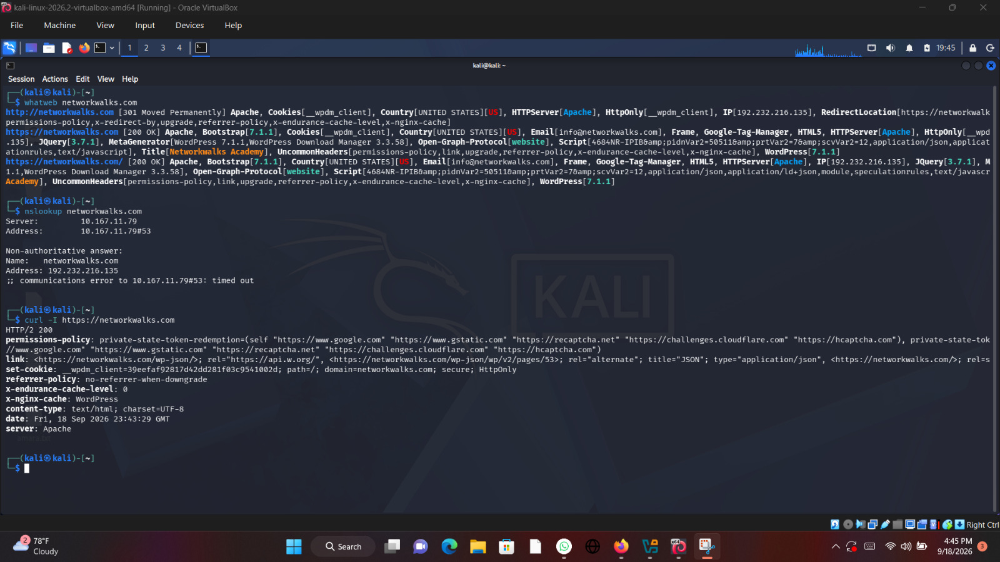 kali-linux-2026.2-virtualbox-amd64 [Running] - Oracle VirtualBox
File Machine View Input Devices Help
1 2 3 4 19:45
kali@kali: ~
Session Actions Edit View Help
┌──(kali㉿kali)-[~]
└─$ whatweb networkwalks.com
http://networkwalks.com [301 Moved Permanently] Apache, Cookies[__wpdm_client], Country[UNITED STATES][US], HTTPServer[Apache], HttpOnly[__wpdm_client], IP[192.232.216.135], RedirectLocation[https://networkwalk
permissions-policy,x-redirect-by,upgrade,referrer-policy,x-endurance-cache-level,x-nginx-cache]
https://networkwalks.com [200 OK] Apache, Bootstrap[7.1.1], Cookies[__wpdm_client], Country[UNITED STATES][US], Email[info@networkwalks.com], Frame, Google-Tag-Manager, HTML5, HTTPServer[Apache], HttpOnly[__wpd
.135], JQuery[3.7.1], MetaGenerator[WordPress 7.1.1,WordPress Download Manager 3.3.58], Open-Graph-Protocol[website], Script[4684NR-IPIB&amp;pidnVar2=50511&amp;prtVar2=7&amp;scvVar2=12,application/json,applicat
ationrules,text/javascript], Title[Networkwalks Academy], UncommonHeaders[permissions-policy,link,upgrade,referrer-policy,x-endurance-cache-level,x-nginx-cache], WordPress[7.1.1]
https://networkwalks.com/ [200 OK] Apache, Bootstrap[7.1.1], Country[UNITED STATES][US], Email[info@networkwalks.com], Frame, Google-Tag-Manager, HTML5, HTTPServer[Apache], IP[192.232.216.135], JQuery[3.7.1], M
1.1,WordPress Download Manager 3.3.58], Open-Graph-Protocol[website], Script[4684NR-IPIB&amp;pidnVar2=50511&amp;prtVar2=7&amp;scvVar2=12,application/json,application/ld+json,module,speculationrules,text/javascr
Academy], UncommonHeaders[permissions-policy,link,upgrade,referrer-policy,x-endurance-cache-level,x-nginx-cache], WordPress[7.1.1]
┌──(kali㉿kali)-[~]
└─$ nslookup networkwalks.com
Server: 10.167.11.79
Address: 10.167.11.79#53
Non-authoritative answer:
Name: networkwalks.com
Address: 192.232.216.135
;; communications error to 10.167.11.79#53: timed out
KALI
┌──(kali㉿kali)-[~]
└─$ curl -I https://networkwalks.com
HTTP/2 200
permissions-policy: private-state-token-redemption=(self "https://www.google.com" "https://www.gstatic.com" "https://recaptcha.net" "https://challenges.cloudflare.com" "https://hcaptcha.com"), private-state-tok
//www.google.com" "https://www.gstatic.com" "https://recaptcha.net" "https://challenges.cloudflare.com" "https://hcaptcha.com")
link: <https://networkwalks.com/wp-json/>; rel="https://api.w.org/", <https://networkwalks.com/wp-json/wp/v2/pages/53>; rel="alternate"; title="JSON"; type="application/json", <https://networkwalks.com/>; rel=s
set-cookie: __wpdm_client=39eefaf92817d42dd281f03c9541002d; path=/; domain=networkwalks.com; secure; HttpOnly
referrer-policy: no-referrer-when-downgrade
x-endurance-cache-level: 0
x-nginx-cache: WordPress
content-type: text/html; charset=UTF-8
date: Fri, 18 Sep 2026 23:43:29 GMT
server: Apache
┌──(kali㉿kali)-[~]
└─$
Right Ctrl
2
78°F
Cloudy
Search
4:45 PM
9/18/2026
3